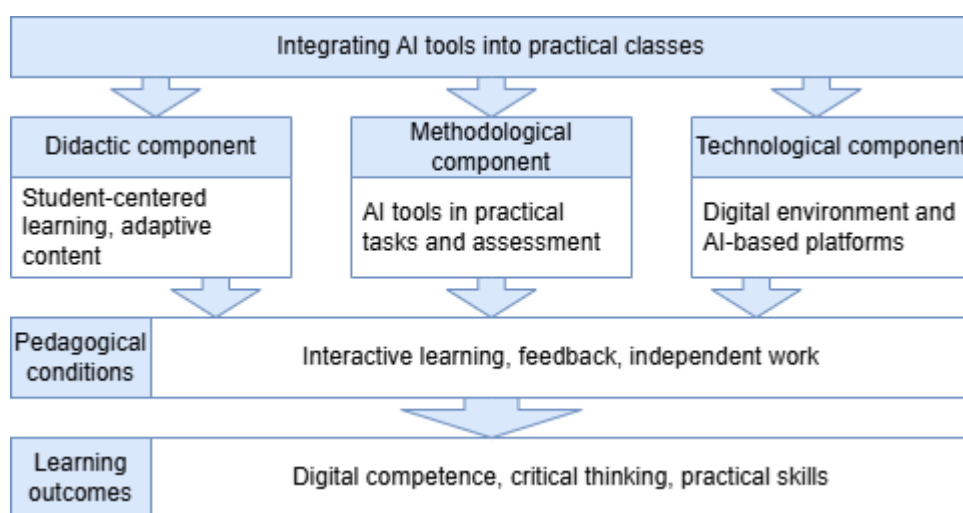 Integrating AI tools into practical classes
Didactic component
Student-centered
learning, adaptive
content
Methodological
component
AI tools in practical
tasks and assessment
Technological component
Digital environment and
AI-based platforms
Pedagogical
conditions
Interactive learning, feedback, independent work
Learning
outcomes
Digital competence, critical thinking, practical skills